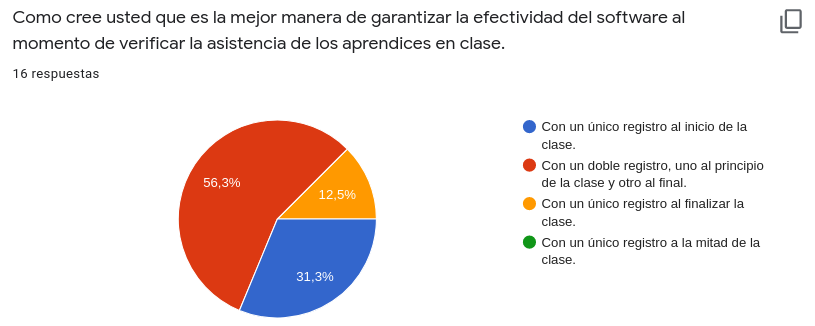 Como cree usted que es la mejor manera de garantizar la efectividad del software al
momento de verificar la asistencia de los aprendices en clase.
16 respuestas
56,3%
12,5%
31,3%
Con un único registro al inicio de la
clase.
Con un doble registro, uno al principio
de la clase y otro al final.
Con un único registro al finalizar la
clase.
Con un único registro a la mitad de la
clase.